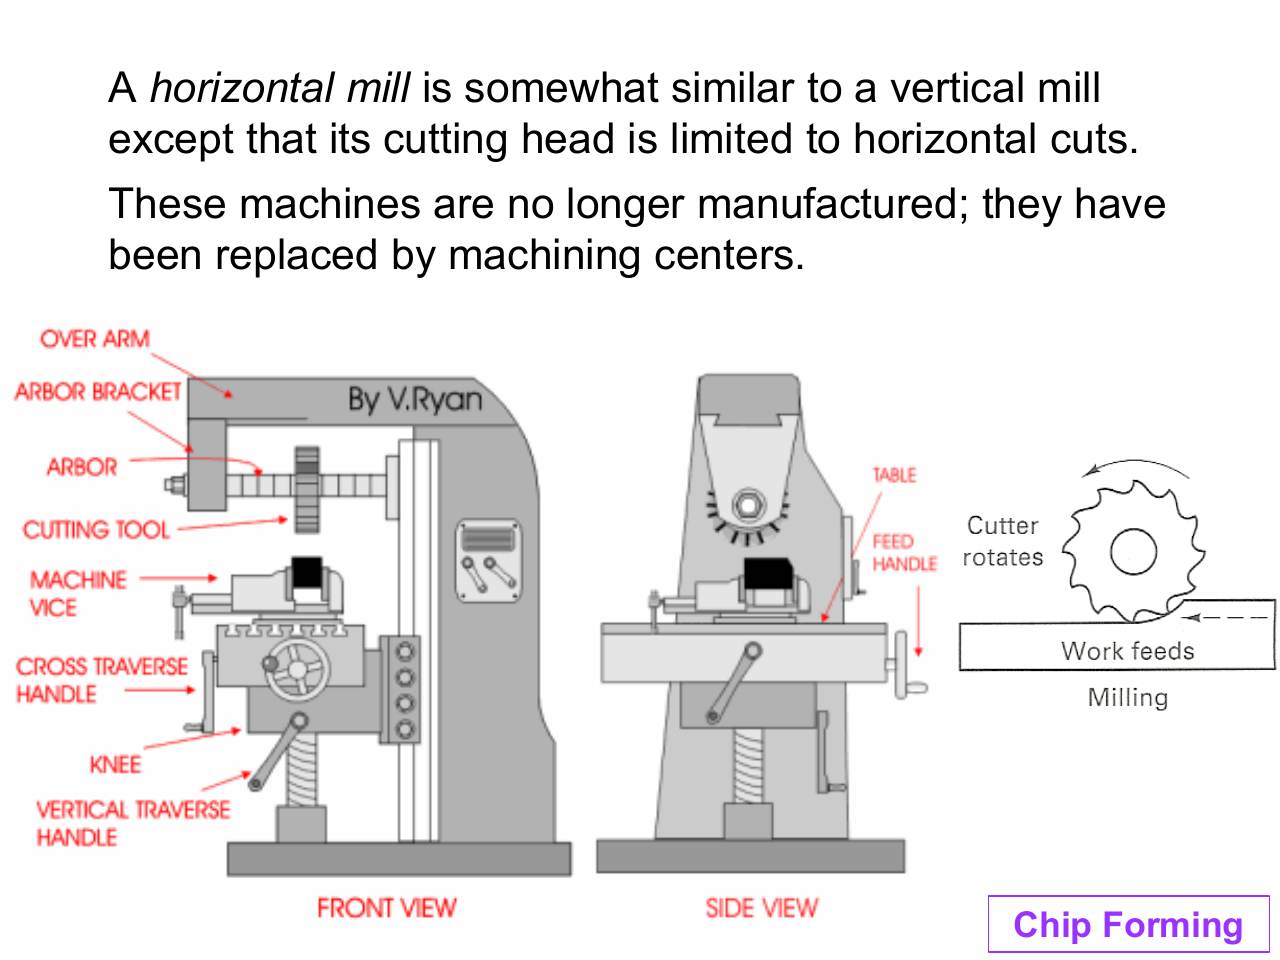 A horizontal mill is somewhat similar to a vertical mill
except that its cutting head is limited to horizontal cuts.
These machines are no longer manufactured; they have
been replaced by machining centers.
OVER ARM
ARBOR BRACKET
By V.Ryan
ARBOR
CUTTING TOOL
MACHINE
VICE
CROSS TRAVERSE
HANDLE
KNEE
VERTICAL TRAVERSE
HANDLE
FRONT VIEW
TABLE
FEED
HANDLE
SIDE VIEW
Cutter
rotates
Work feeds
Milling
Chip Forming